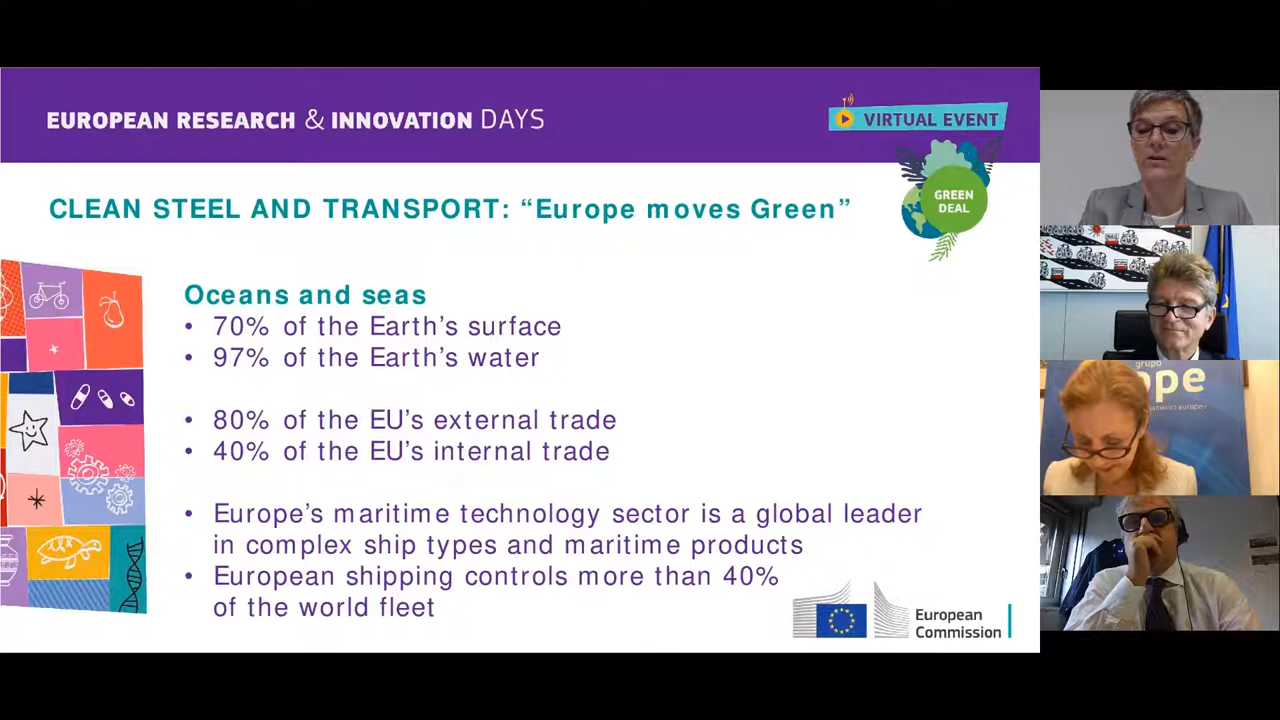 EUROPEAN RESEARCH & INNOVATION DAYS
VIRTUAL EVENT
GREEN
DEAL
CLEAN STEEL AND TRANSPORT: “Europe moves Green”
Oceans and seas
• 70% of the Earth’s surface
• 97% of the Earth’s water
• 80% of the EU’s external trade
• 40% of the EU’s internal trade
• Europe’s maritime technology sector is a global leader
in complex ship types and maritime products
• European shipping controls more than 40%
of the world fleet
European
Commission
grupo